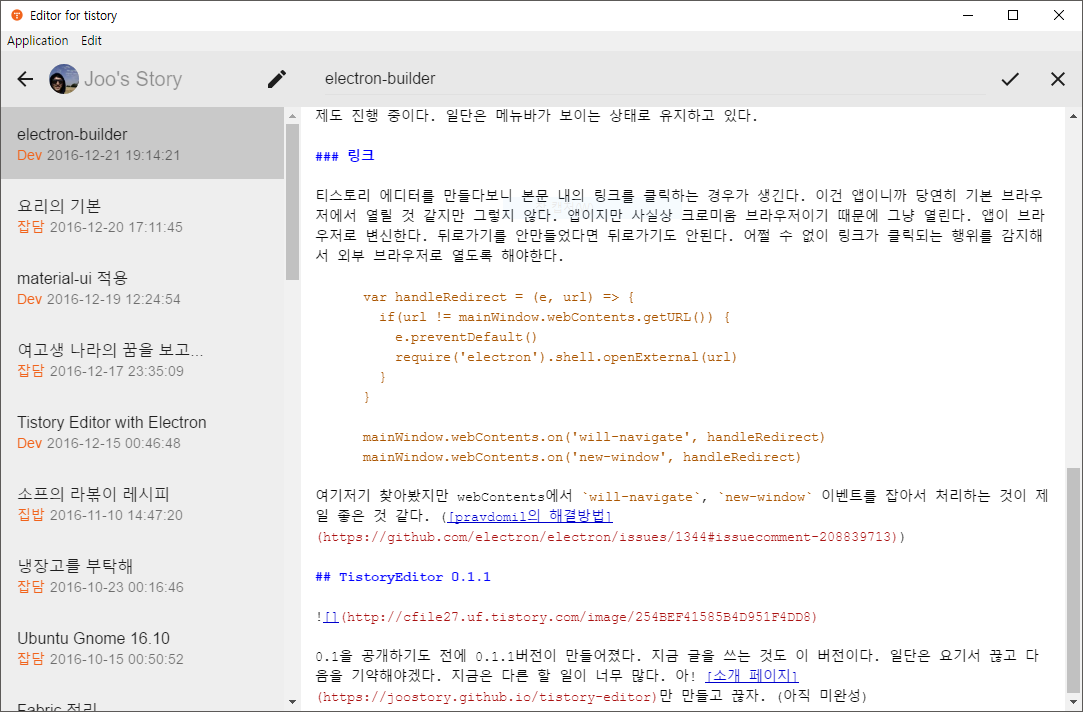 Editor for tistory
Application Edit
Joo's Story
electron-builder
electron-builder
Dev 2016-12-21 19:14:21
요리의 기본
잡담 2016-12-20 17:11:45
material-ui 적용
Dev 2016-12-19 12:24:54
여고생 나라의 꿈을 보고...
잡담 2016-12-17 23:35:09
Tistory Editor with Electron
Dev 2016-12-15 00:46:48
소프의 라볶이 레시피
집밥 2016-11-10 14:47:20
냉장고를 부탁해
잡담 2016-10-23 00:16:46
Ubuntu Gnome 16.10
잡담 2016-10-15 00:50:52
Fabric 정리
제도 진행 중이다. 일단은 메뉴바가 보이는 상태로 유지하고 있다.
### 링크
티스토리 에디터를 만들다보니 본문 내의 링크를 클릭하는 경우가 생긴다. 이건 앱이니까 당연히 기본 브라우
저에서 열릴 것 같지만 그렇지 않다. 앱이지만 사실상 크로미움 브라우저이기 때문에 그냥 열린다. 앱이 브라
우저로 변신한다. 뒤로가기를 안만들었다면 뒤로가기도 안된다. 어쩔 수 없이 링크가 클릭되는 행위를 감지해
서 외부 브라우저로 열도록 해야한다.
var handleRedirect = (e, url) => {
if(url != mainWindow.webContents.getURL()) {
e.preventDefault()
require('electron').shell.openExternal(url)
}
}
mainWindow.webContents.on('will-navigate', handleRedirect)
mainWindow.webContents.on('new-window', handleRedirect)
여기저기 찾아봤지만 webContents에서 `will-navigate`, `new-window` 이벤트를 잡아서 처리하는 것이 제
일 좋은 것 같다. ([pravdomil의 해결방법]
(https://github.com/electron/electron/issues/1344#issuecomment-208839713))
## TistoryEditor 0.1.1
![](http://cfile27.uf.tistory.com/image/254BEF41585B4D951F4DD8)
0.1을 공개하기도 전에 0.1.1버전이 만들어졌다. 지금 글을 쓰는 것도 이 버전이다. 일단은 요기서 끊고 다
음을 기약해야겠다. 지금은 다른 할 일이 너무 많다. 아! [소개 페이지]
(https://joostory.github.io/tistory-editor)만 만들고 끊자. (아직 미완성)